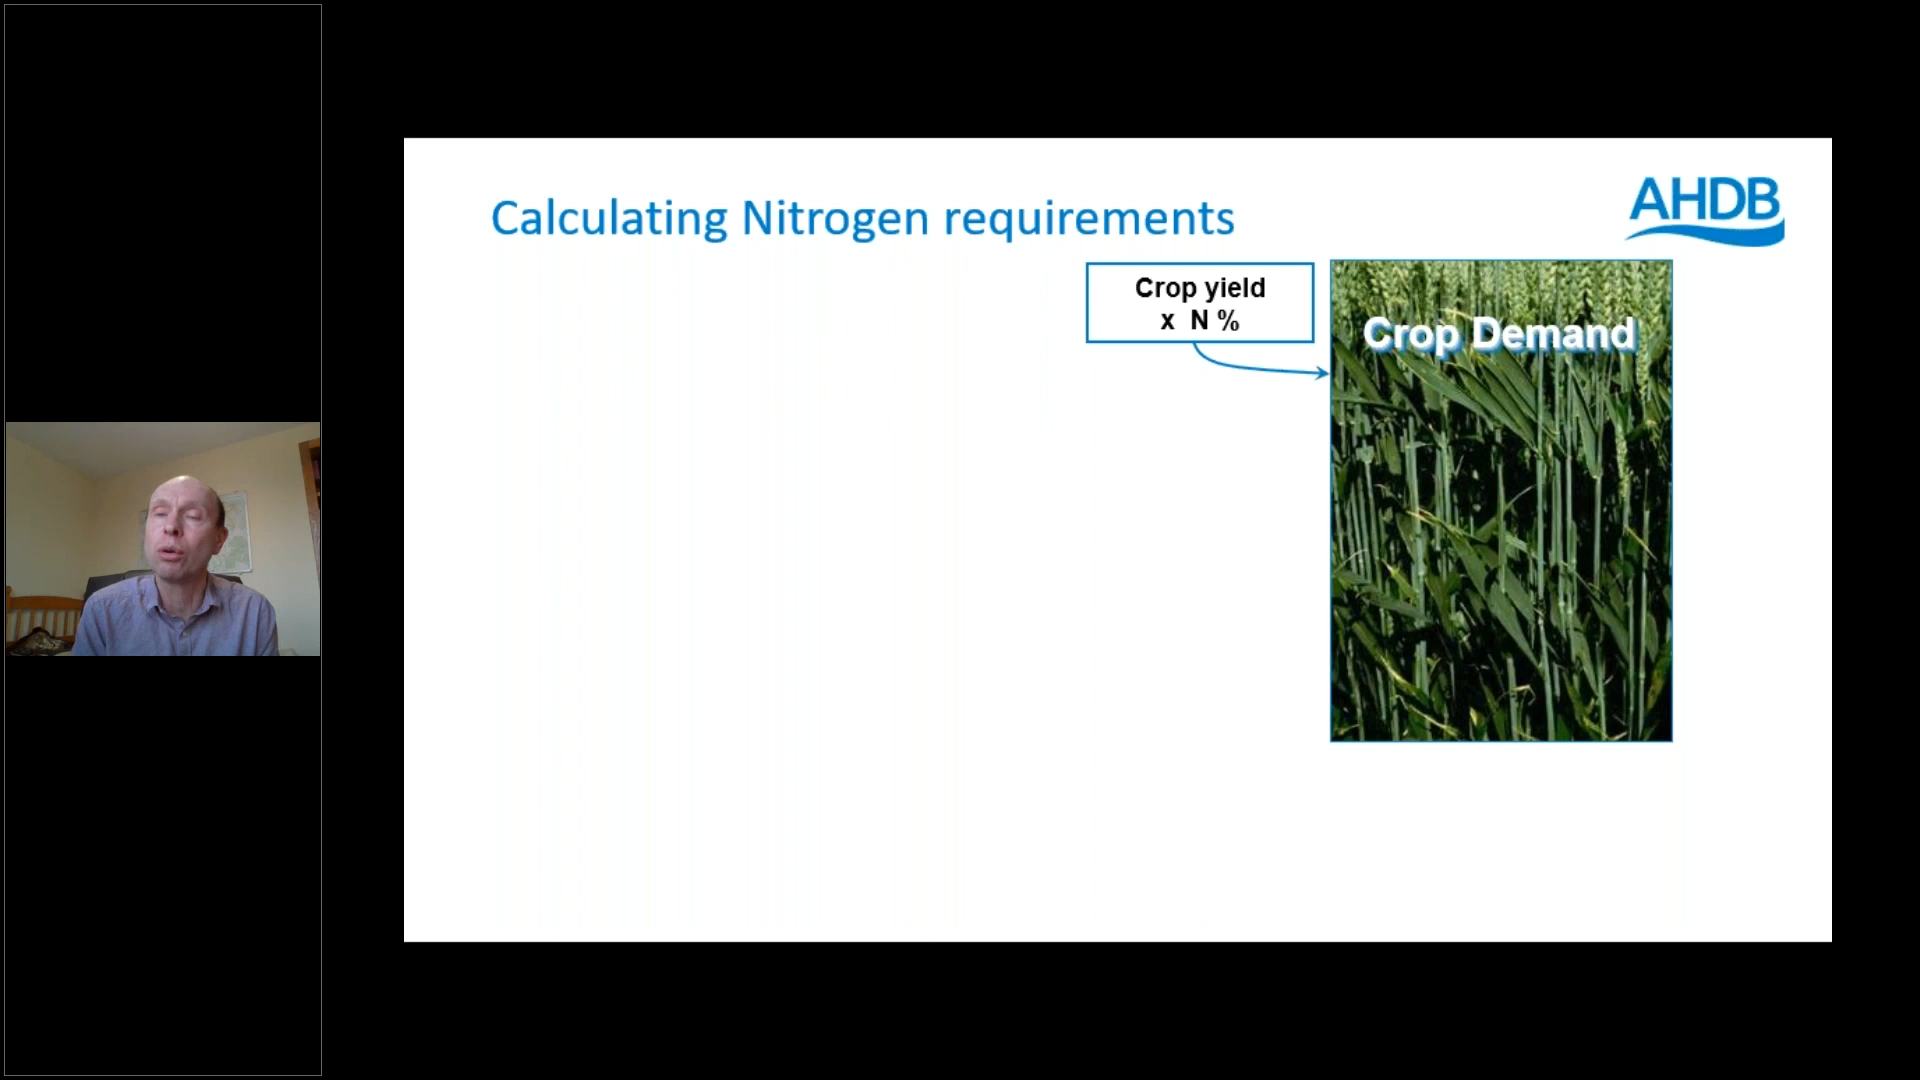 Calculating Nitrogen requirements
AHDB
Crop yield
x N %
Crop Demand